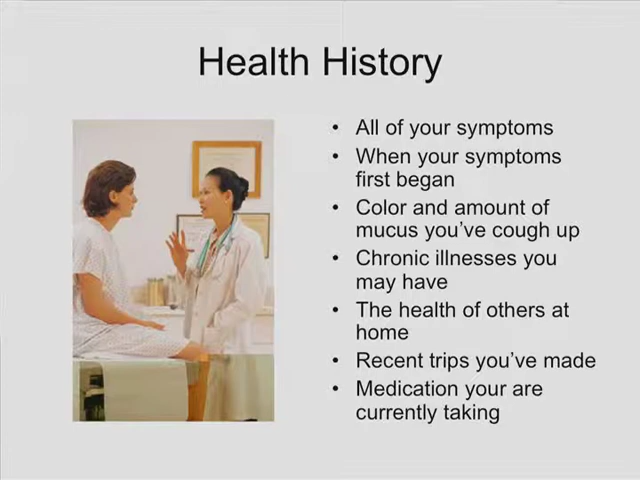 Health History
• All of your symptoms
• When your symptoms
first began
• Color and amount of
mucus you've cough up
• Chronic illnesses you
may have
• The health of others at
home
• Recent trips you've made
• Medication your are
currently taking